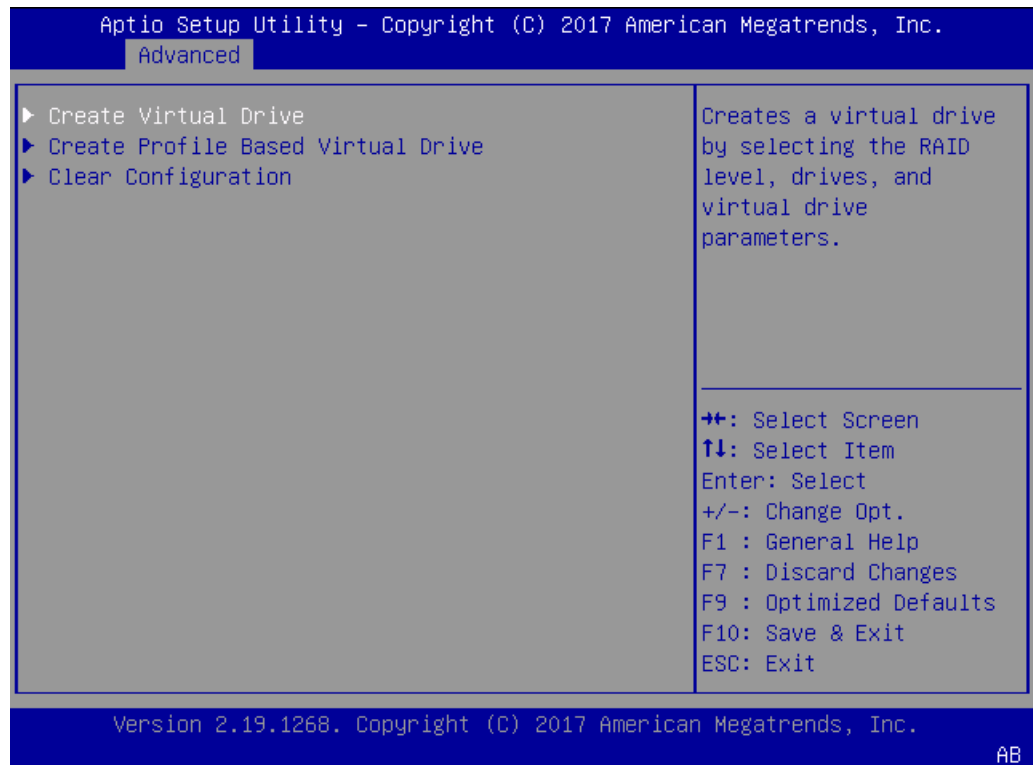 Aptio Setup Utility – Copyright (C) 2017 American Megatrends, Inc.
Advanced
▶ Create Virtual Drive
▶ Create Profile Based Virtual Drive
▶ Clear Configuration
Creates a virtual drive
by selecting the RAID
level, drives, and
virtual drive
parameters.
→←: Select Screen
↑↓: Select Item
Enter: Select
+/-: Change Opt.
F1 : General Help
F7 : Discard Changes
F9 : Optimized Defaults
F10: Save & Exit
ESC: Exit
Version 2.19.1268. Copyright (C) 2017 American Megatrends, Inc.
AB